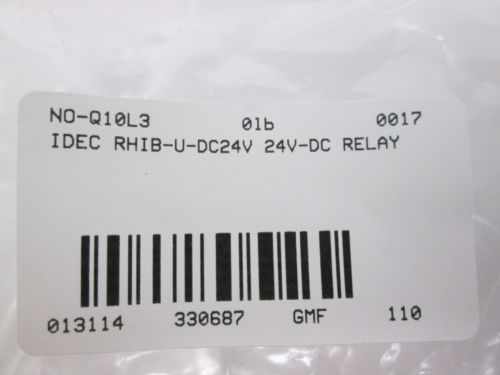 NO-Q10L3 01b 0017
IDEC RHIB-U-DC24V 24V-DC RELAY
013114 330687 GMF 110